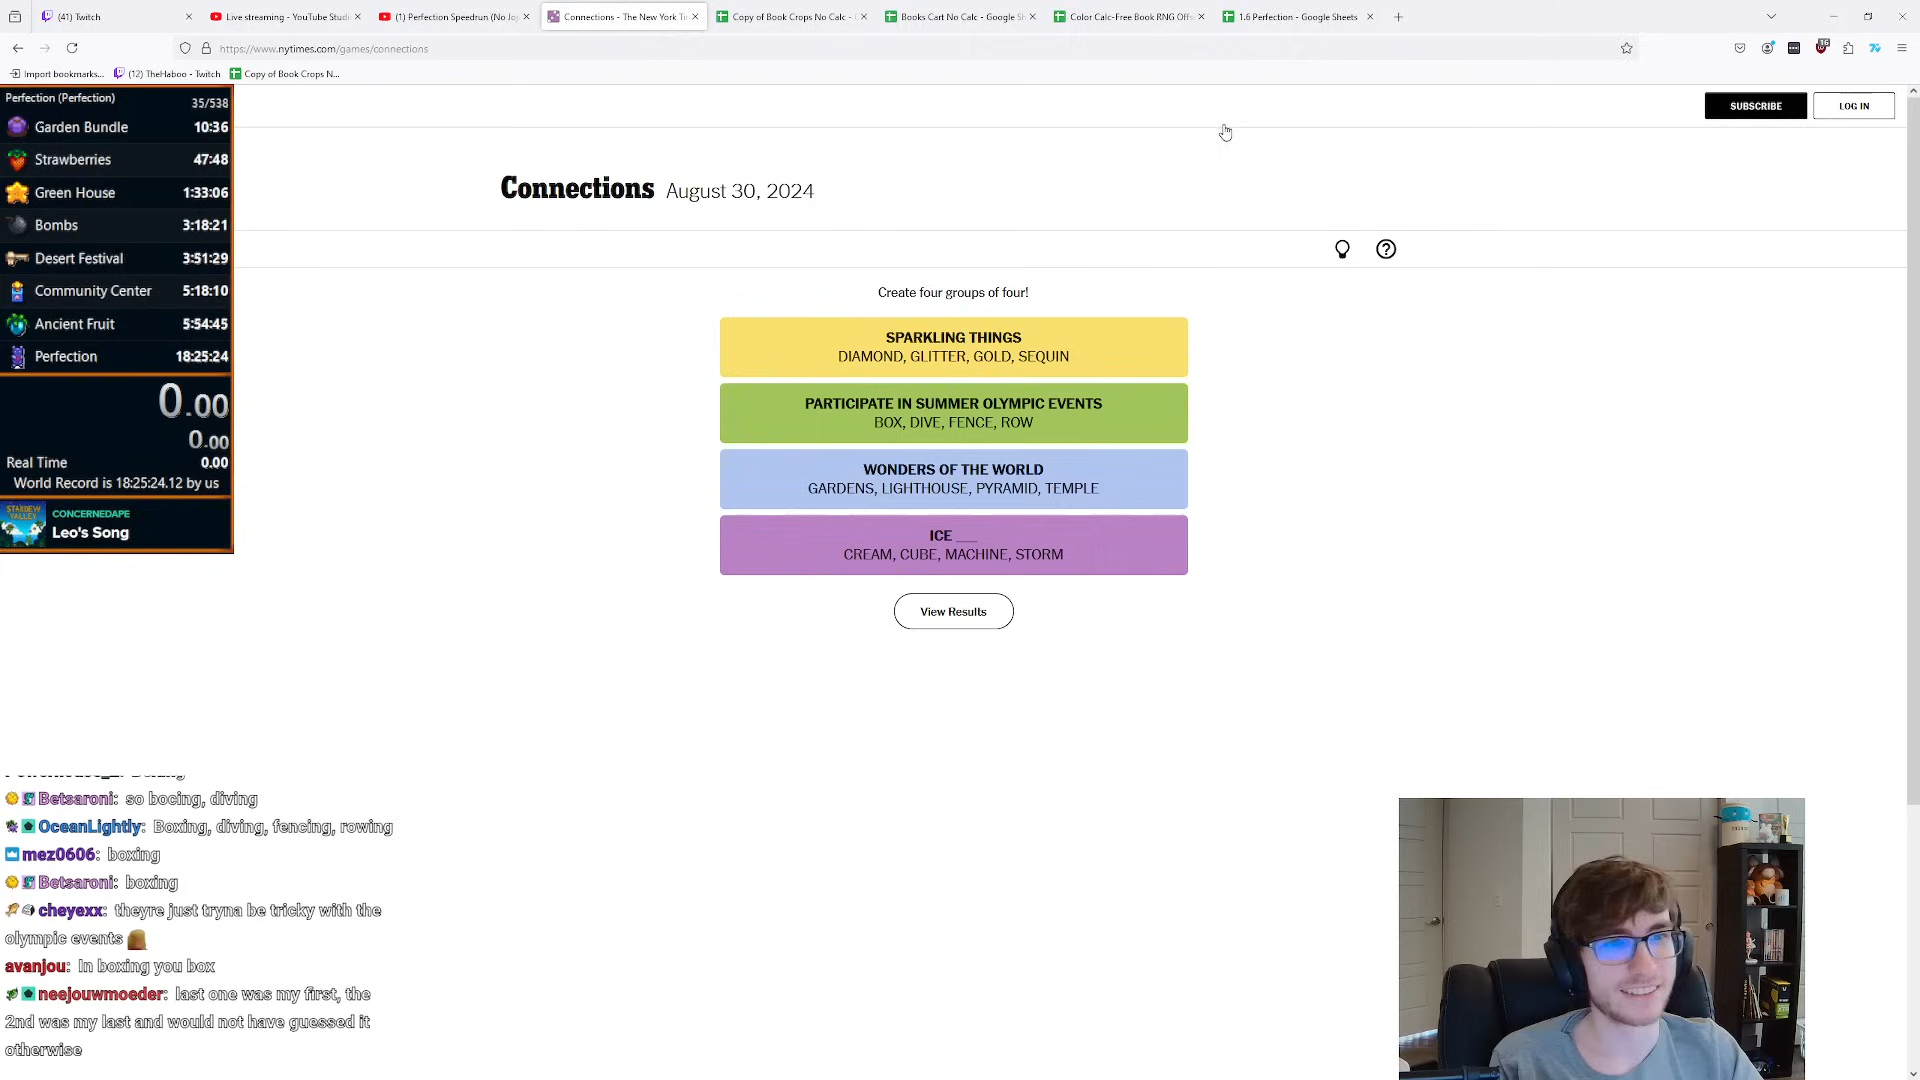 (41) Twitch
Live streaming - YouTube Studi
(1) Perfection Speedrun (No Joj
Connections - The New York Ti
Copy of Book Crops No Calc - G
Books Cart No Calc - Google Sh
Color Calc-Free Book RNG Offs
1.6 Perfection - Google Sheets
https://www.nytimes.com/games/connections
16
Import bookmarks...
(12) TheHaboo - Twitch
Copy of Book Crops N...
Perfection (Perfection) 35/538
Garden Bundle 10:36
Strawberries 47:48
Green House 1:33:06
Bombs 3:18:21
Desert Festival 3:51:29
Community Center 5:18:10
Ancient Fruit 5:54:45
Perfection 18:25:24
0.00
0.00
Real Time 0.00
World Record is 18:25:24.12 by us
STARDEW VALLEY
CONCERNEDAPE
Leo's Song
SUBSCRIBE
LOG IN
Connections August 30, 2024
Create four groups of four!
SPARKLING THINGS
DIAMOND, GLITTER, GOLD, SEQUIN
PARTICIPATE IN SUMMER OLYMPIC EVENTS
BOX, DIVE, FENCE, ROW
WONDERS OF THE WORLD
GARDENS, LIGHTHOUSE, PYRAMID, TEMPLE
ICE ___
CREAM, CUBE, MACHINE, STORM
View Results
Betsaroni: so bocing, diving
OceanLightly: Boxing, diving, fencing, rowing
mez0606: boxing
Betsaroni: boxing
cheyexx: theyre just tryna be tricky with the
olympic events
avanjou: In boxing you box
neejouwmoeder: last one was my first, the
2nd was my last and would not have guessed it
otherwise